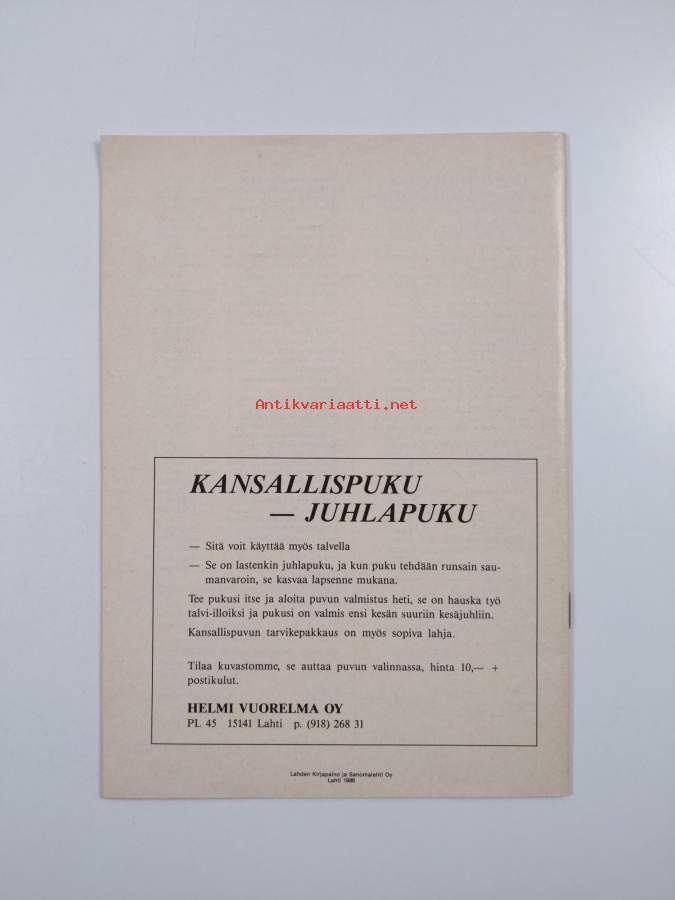 Antikvariaatti.net
KANSALLISPUKU
— JUHLAPUKU
— Sitä voit käyttää myös talvella
— Se on lastenkin juhlapuku, ja kun puku tehdään runsain sau-
manvaroin, se kasvaa lapsenne mukana.
Tee pukusi itse ja aloita puvun valmistus heti, se on hauska työ
talvi-illoiksi ja pukusi on valmis ensi kesän suuriin kesäjuhliin.
Kansallispuvun tarvikepakkaus on myös sopiva lahja.
Tilaa kuvastomme, se auttaa puvun valinnassa, hinta 10,— +
postikulut.
HELMI VUORELMA OY
PL 45 15141 Lahti p. (918) 268 31
Lahden Kirjapaino ja Sanomalehti Oy
Lahti 1986